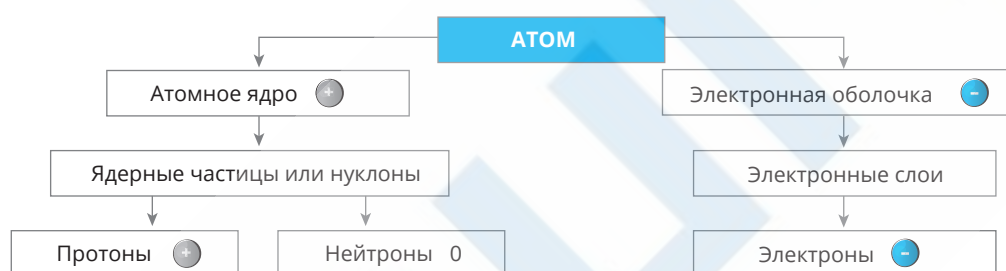 АТОМ
Атомное ядро +
Электронная оболочка -
Ядерные частицы или нуклоны
Электронные слои
Протоны +
Нейтроны 0
Электроны -